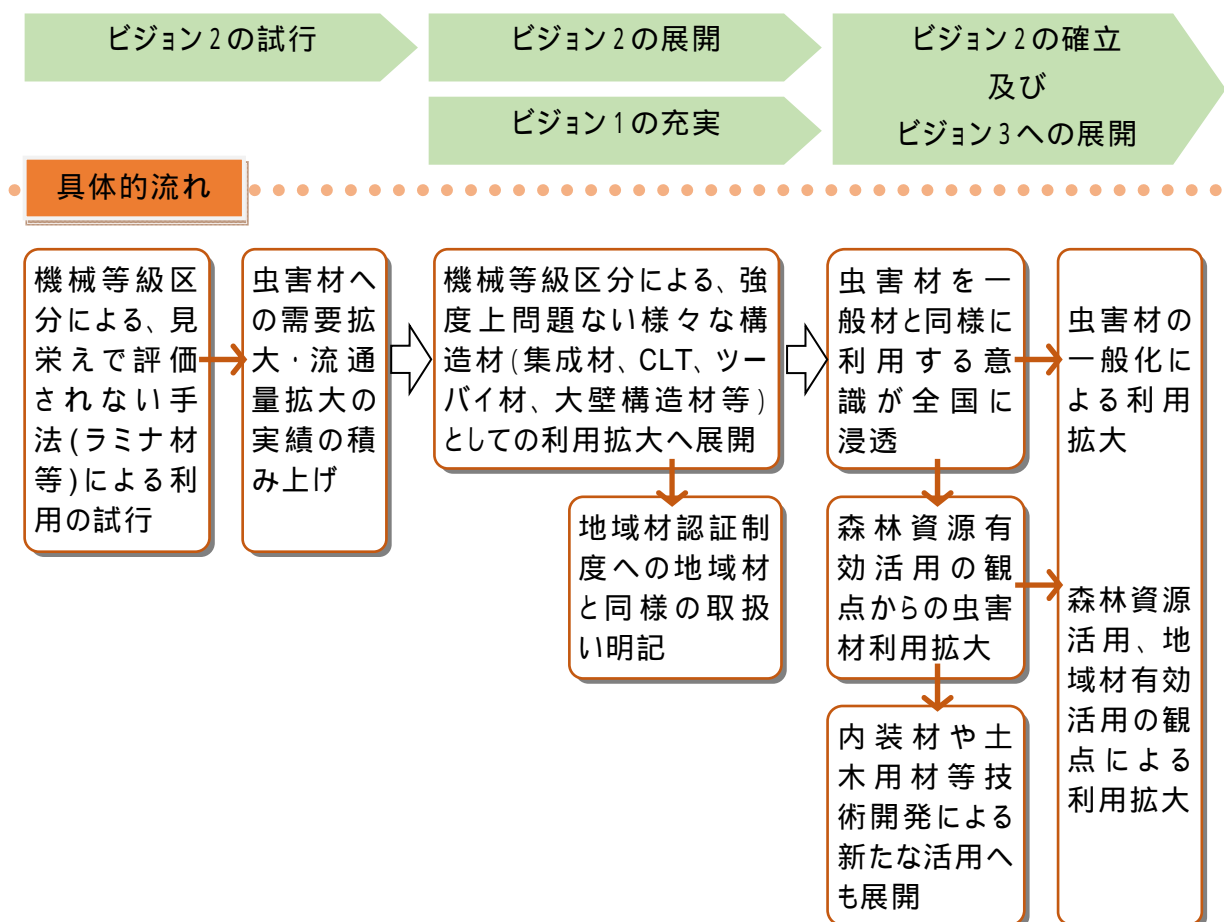 ビジョン2の試行
ビジョン2の展開
ビジョン1の充実
ビジョン2の確立
及び
ビジョン3への展開
具体的流れ
機械等級区
分による、見
栄えで評価
されない手
法(ラミナ材
等)による利
用の試行
虫害材へ
の需要拡
大・流通
量拡大の
実績の積
み上げ
機械等級区分による、強
度上問題ない様々な構
造材(集成材、CLT、ツー
バイ材、大壁構造材等)
としての利用拡大へ展開
地域材認証制
度への地域材
と同様の取扱
い明記
虫害材を一
般材と同様に
利用する意
識が全国に
浸透
森林資源有
効活用の観
点からの虫害
材利用拡大
内装材や土
木用材等技
術開発による
新たな活用へ
も展開
虫害材の
一般化によ
る利用
拡大
森林資源
活用、地
域材有効
活用の観
点による
利用拡大